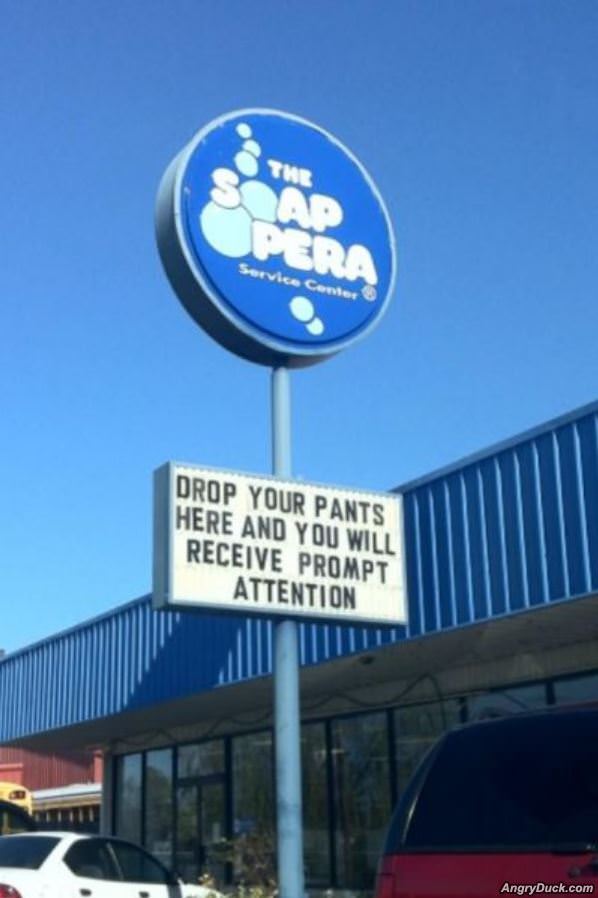 THE
SOAP
OPERA
Service Center ®
DROP YOUR PANTS
HERE AND YOU WILL
RECEIVE PROMPT
ATTENTION
AngryDuck.com